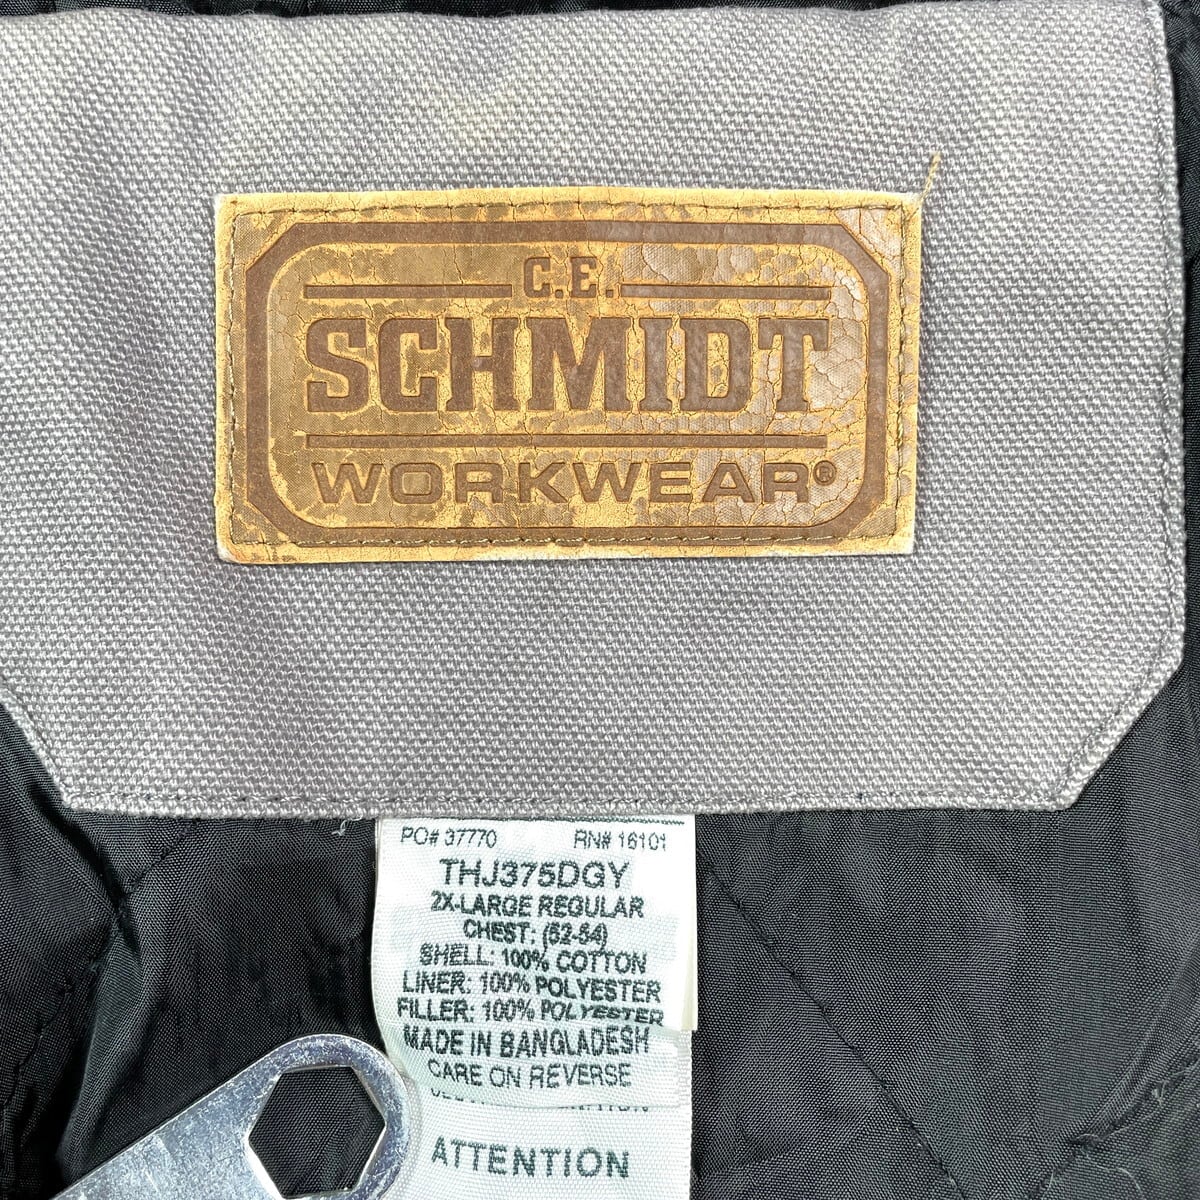 C.E.
SCHMIDT
WORKWEAR®
PO# 37770 RN# 16101
THJ375DGY
2X-LARGE REGULAR
CHEST: (52-54)
SHELL: 100% COTTON
LINER: 100% POLYESTER
FILLER: 100% POLYESTER
MADE IN BANGLADESH
CARE ON REVERSE
ATTENTION